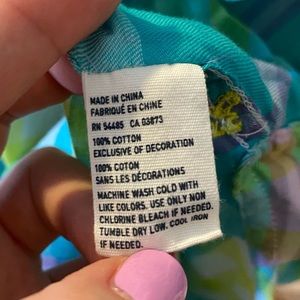 MADE IN CHINA
FABRIQUÉ EN CHINE
RN 54485 CA 03873
100% COTTON
EXCLUSIVE OF DECORATION
100% COTON
SANS LES DÉCORATIONS
MACHINE WASH COLD WITH
LIKE COLORS. USE ONLY NON
CHLORINE BLEACH IF NEEDED.
TUMBLE DRY LOW. COOL IRON
IF NEEDED.